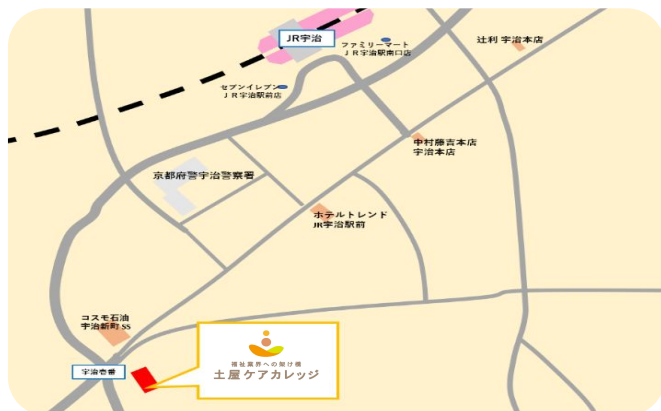 JR宇治
ファミリーマート
JR宇治駅南口店
辻利 宇治本店
セブンイレブン
JR宇治駅前店
中村藤吉本店
宇治本店
京都府警宇治警察署
ホテルトレンド
JR宇治駅前
コスモ石油
宇治新町SS
福祉業界への架け橋
土屋ケアカレッジ
宇治壱番